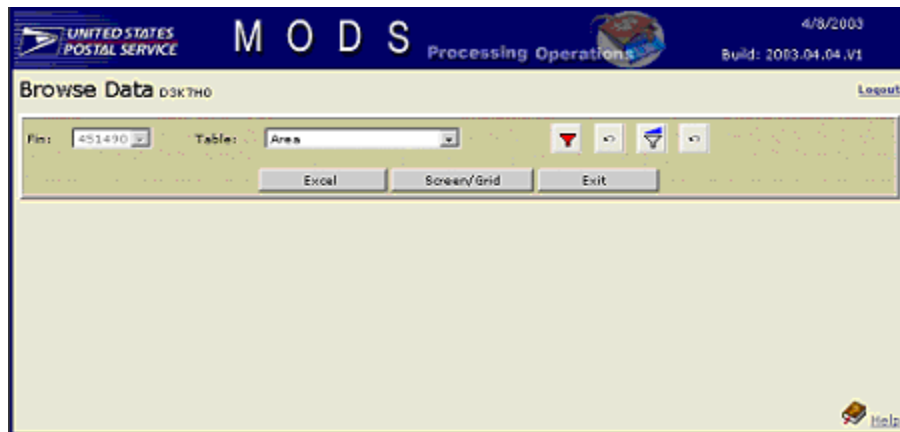 UNITED STATES
POSTAL SERVICE
M O D S
Processing Operations
4/8/2003
Build: 2003.04.04.V1
Browse Data D3K7H0
Logout
Fin: 451490 Table: Area
Excel Screen/Grid Exit
Help